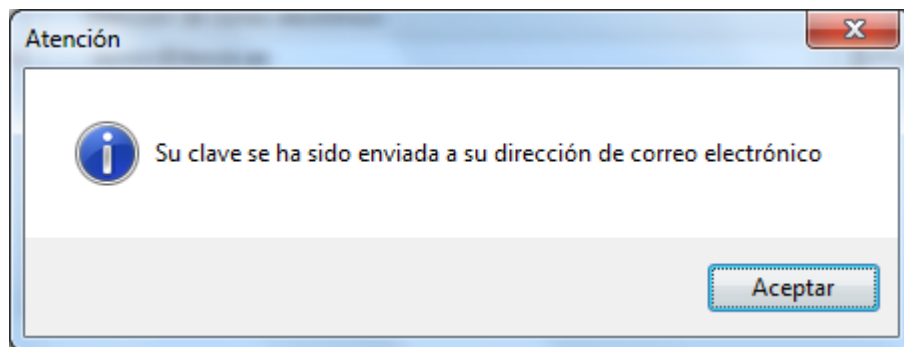 Atención
Su clave se ha sido enviada a su dirección de correo electrónico
Aceptar